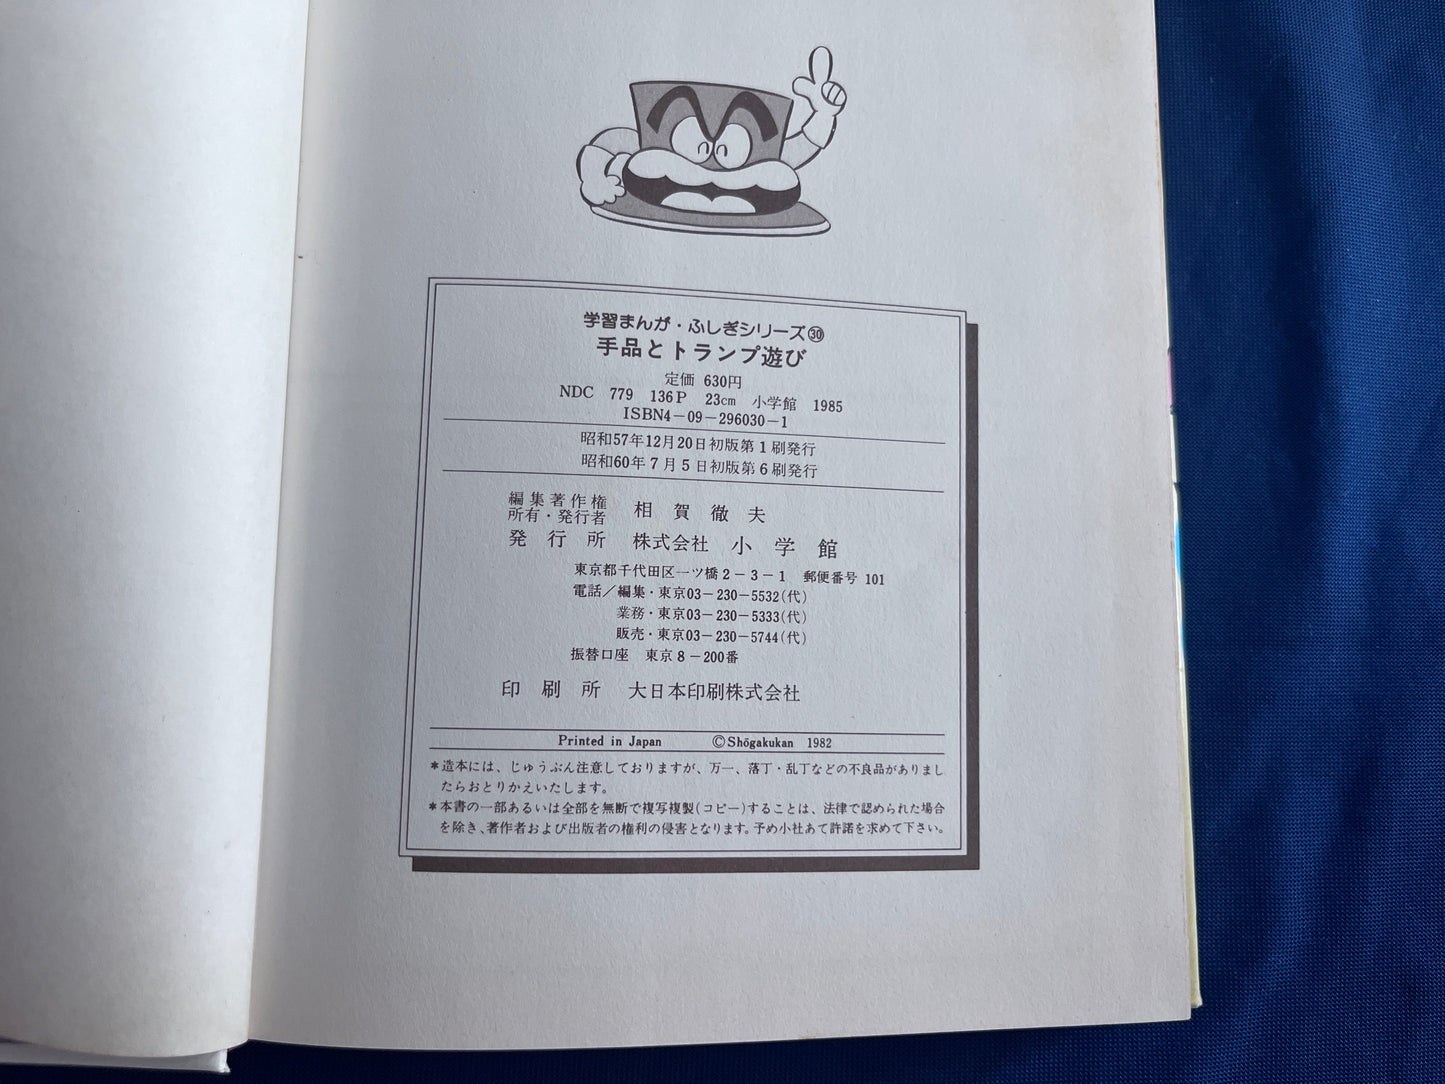 学習まんが・ふしぎシリーズ㉚
手品とトランプ遊び
定価 630円
NDC 779 136P 23cm 小学館 1985
ISBN4-09-296030-1
昭和57年12月20日初版第1刷発行
昭和60年7月5日初版第6刷発行
編集著作権
所有・発行者 相賀徹夫
発行所 株式会社 小学館
東京都千代田区一ツ橋2-3-1 郵便番号 101
電話/編集・東京03-230-5532(代)
業務・東京03-230-5333(代)
販売・東京03-230-5744(代)
振替口座 東京8-200番
印刷所 大日本印刷株式会社
Printed in Japan ©Shōgakukan 1982
*造本には、じゅうぶん注意しておりますが、万一、落丁・乱丁などの不良品がありまし
たらおとりかえいたします。
*本書の一部あるいは全部を無断で複写複製(コピー)することは、法律で認められた場合
を除き、著作者および出版者の権利の侵害となります。予め小社あて許諾を求めて下さい。